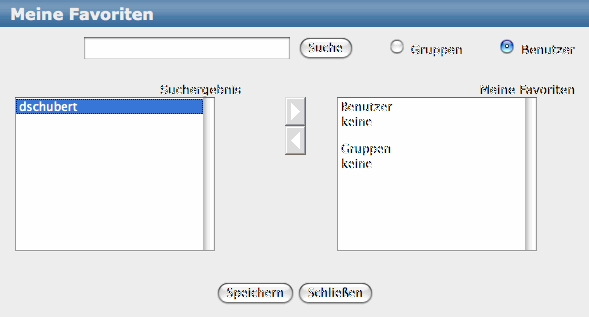 Meine Favoriten
Suche
Gruppen
Benutzer
Suchergebnis
Meine Favoriten
dschubert
Benutzer
keine
Gruppen
keine
Speichern
Schließen